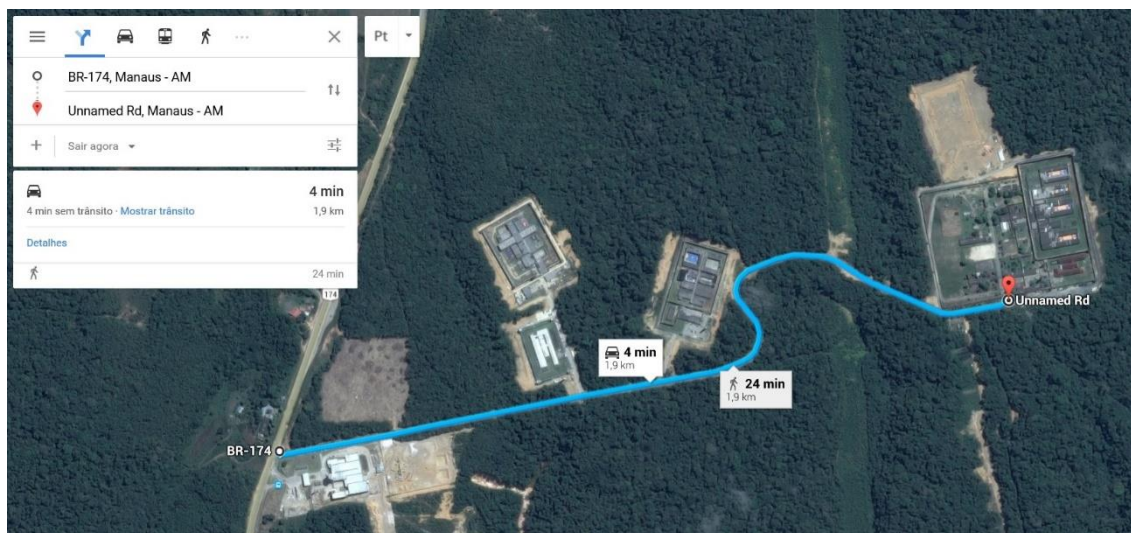 Pt
BR-174, Manaus - AM
Unnamed Rd, Manaus - AM
Sair agora
4 min
4 min sem trânsito · Mostrar trânsito
1,9 km
Detalhes
24 min
174
Unnamed Rd
4 min
1,9 km
24 min
1,9 km
BR-174